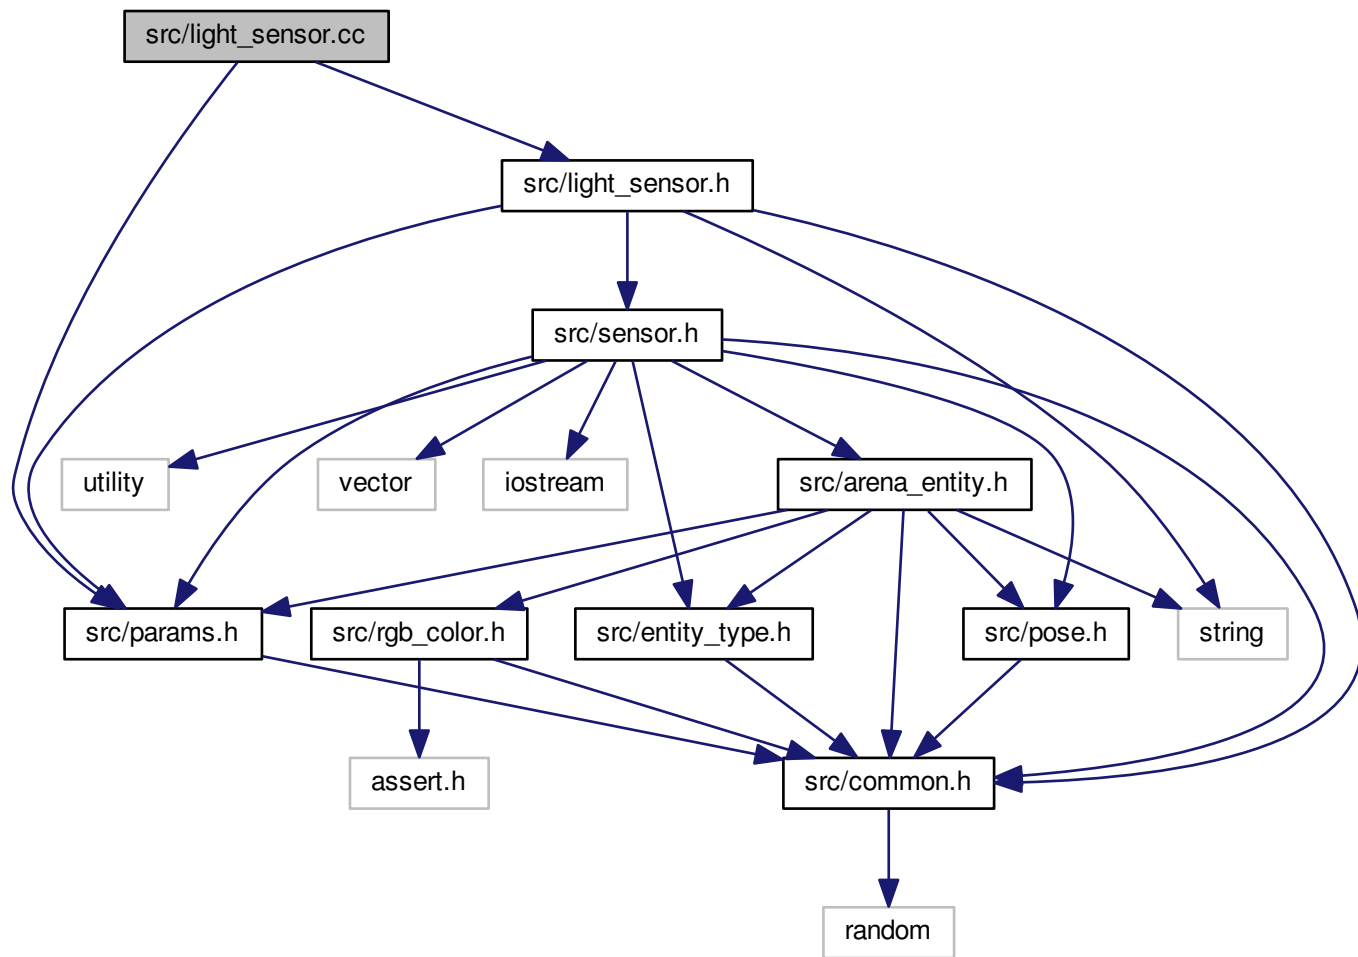 src/light_sensor.cc
src/light_sensor.h
src/sensor.h
utility
vector
iostream
src/arena_entity.h
src/params.h
src/rgb_color.h
src/entity_type.h
src/pose.h
string
assert.h
src/common.h
random